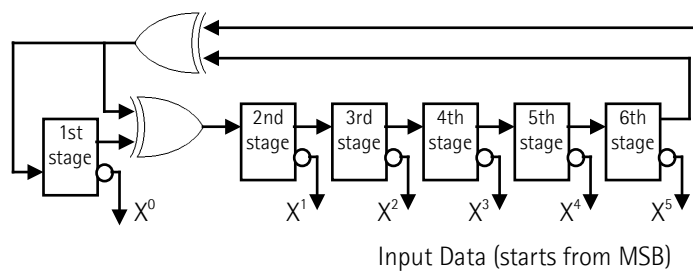 1st
stage
2nd
stage
3rd
stage
4th
stage
5th
stage
6th
stage
X⁰
X¹
X²
X³
X⁴
X⁵
Input Data (starts from MSB)